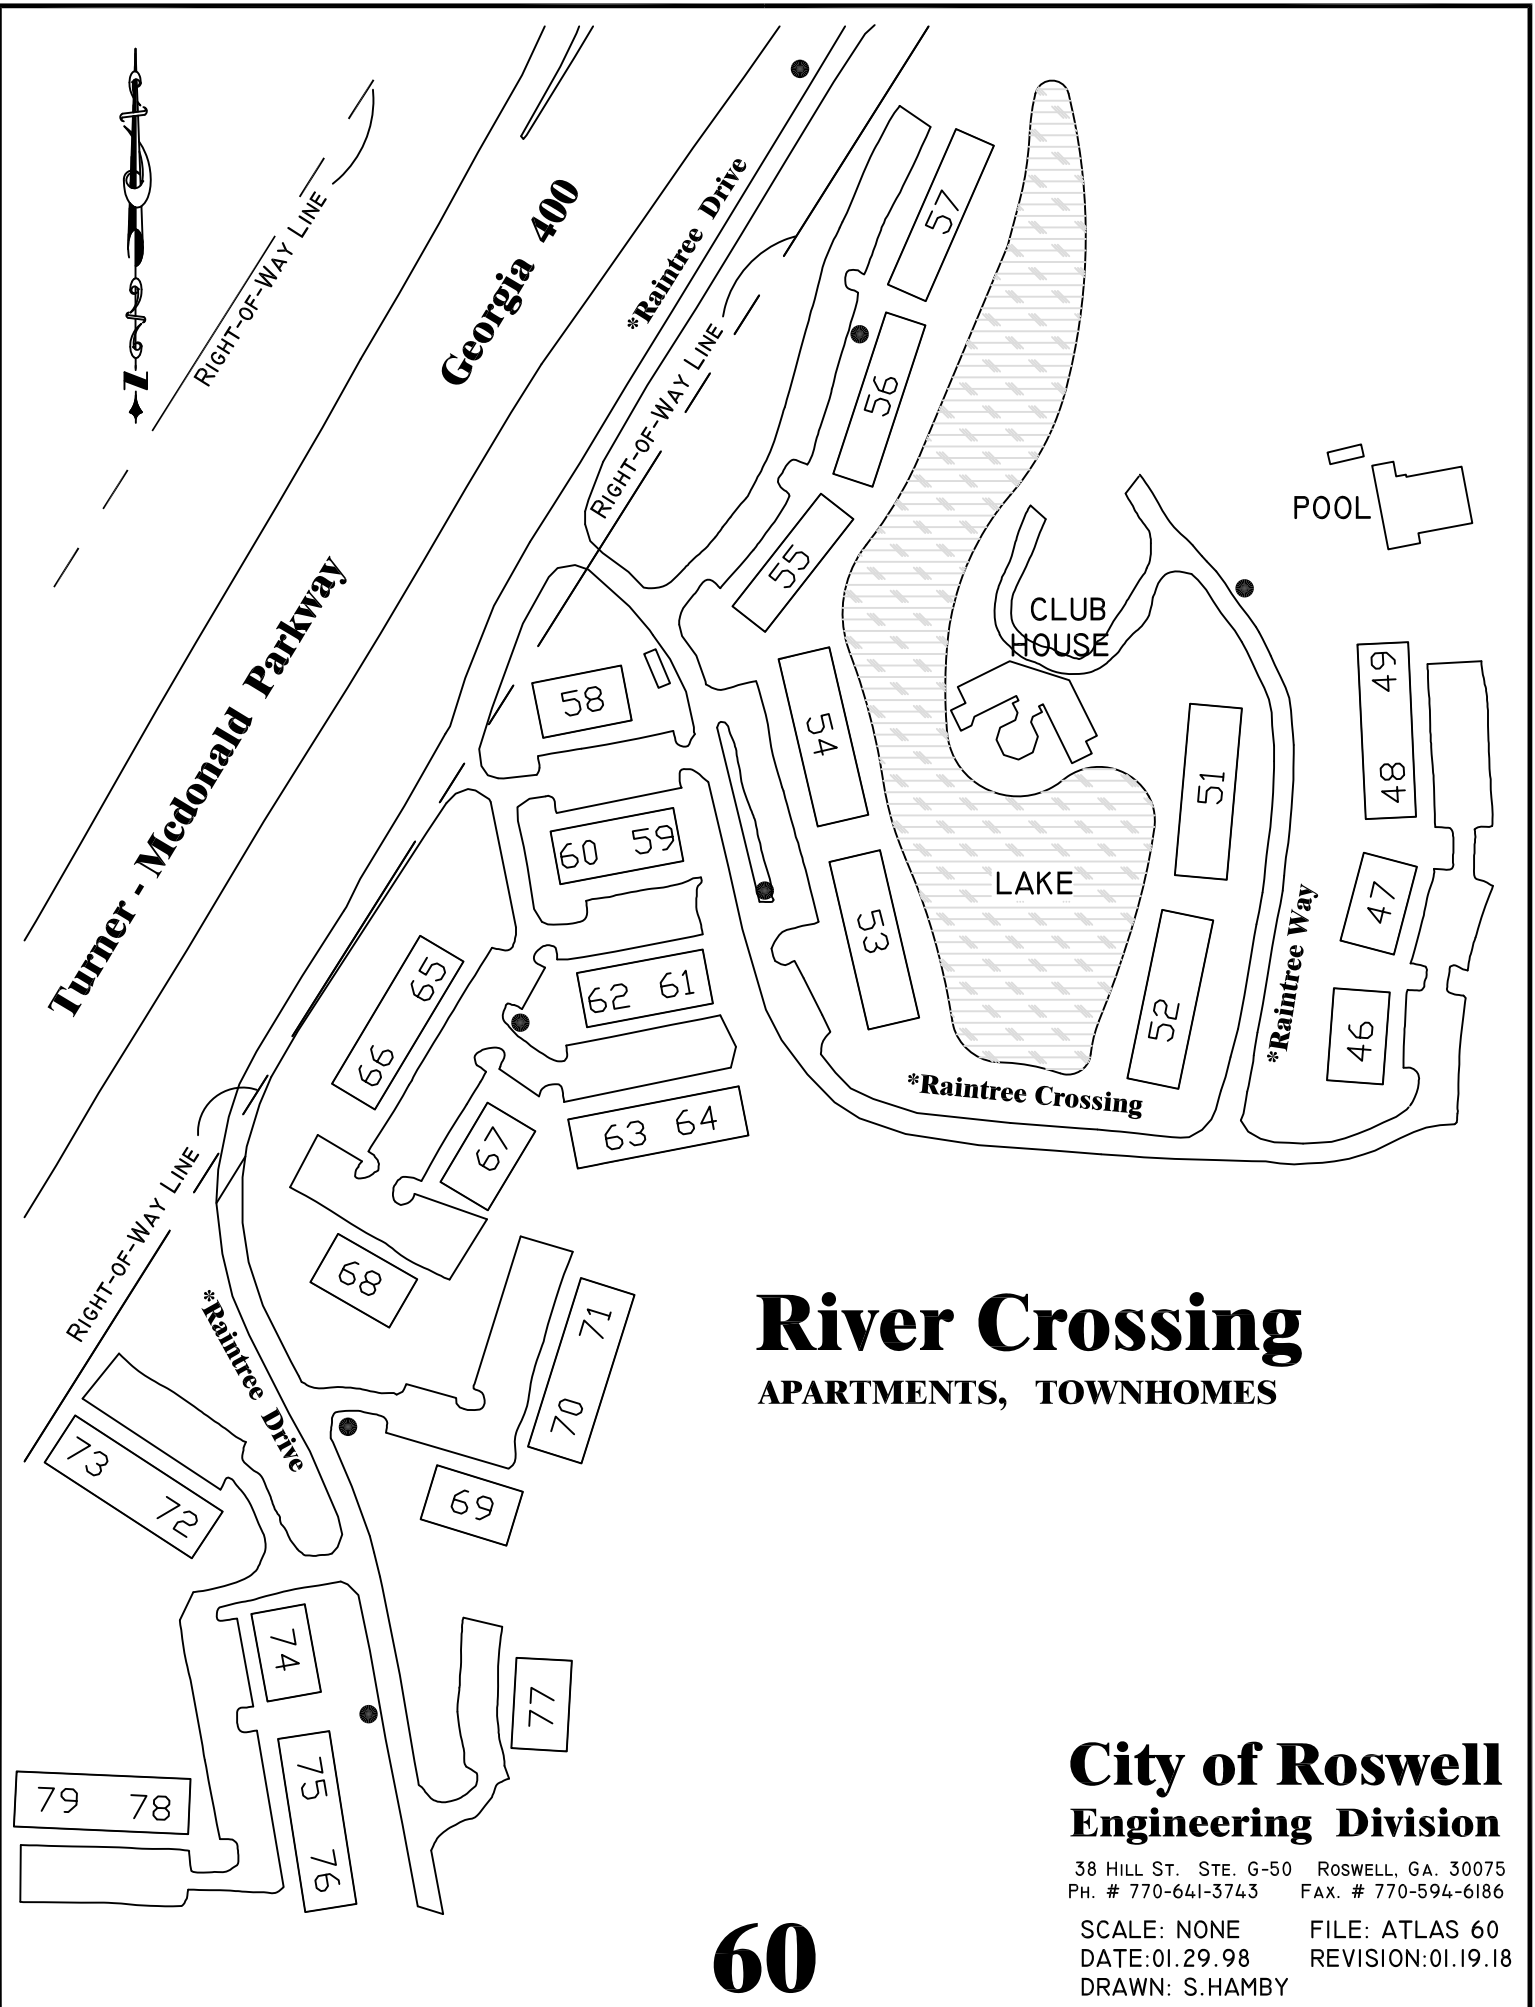 RIGHT-OF-WAY LINE
Georgia 400
*Raintree Drive
RIGHT-OF-WAY LINE
Turner - Mcdonald Parkway
57
56
55
POOL
CLUB
HOUSE
58
54
49
48
51
60 59
LAKE
53
47
65
66
62 61
52
46
*Raintree Way
*Raintree Crossing
63 64
67
RIGHT-OF-WAY LINE
68
*Raintree Drive
71
70
River Crossing
APARTMENTS, TOWNHOMES
73
72
69
74
77
75
76
79 78
City of Roswell
Engineering Division
38 HILL ST. STE. G-50 ROSWELL, GA. 30075
PH. # 770-641-3743 FAX. # 770-594-6186
SCALE: NONE FILE: ATLAS 60
DATE:01.29.98 REVISION:01.19.18
DRAWN: S.HAMBY
60